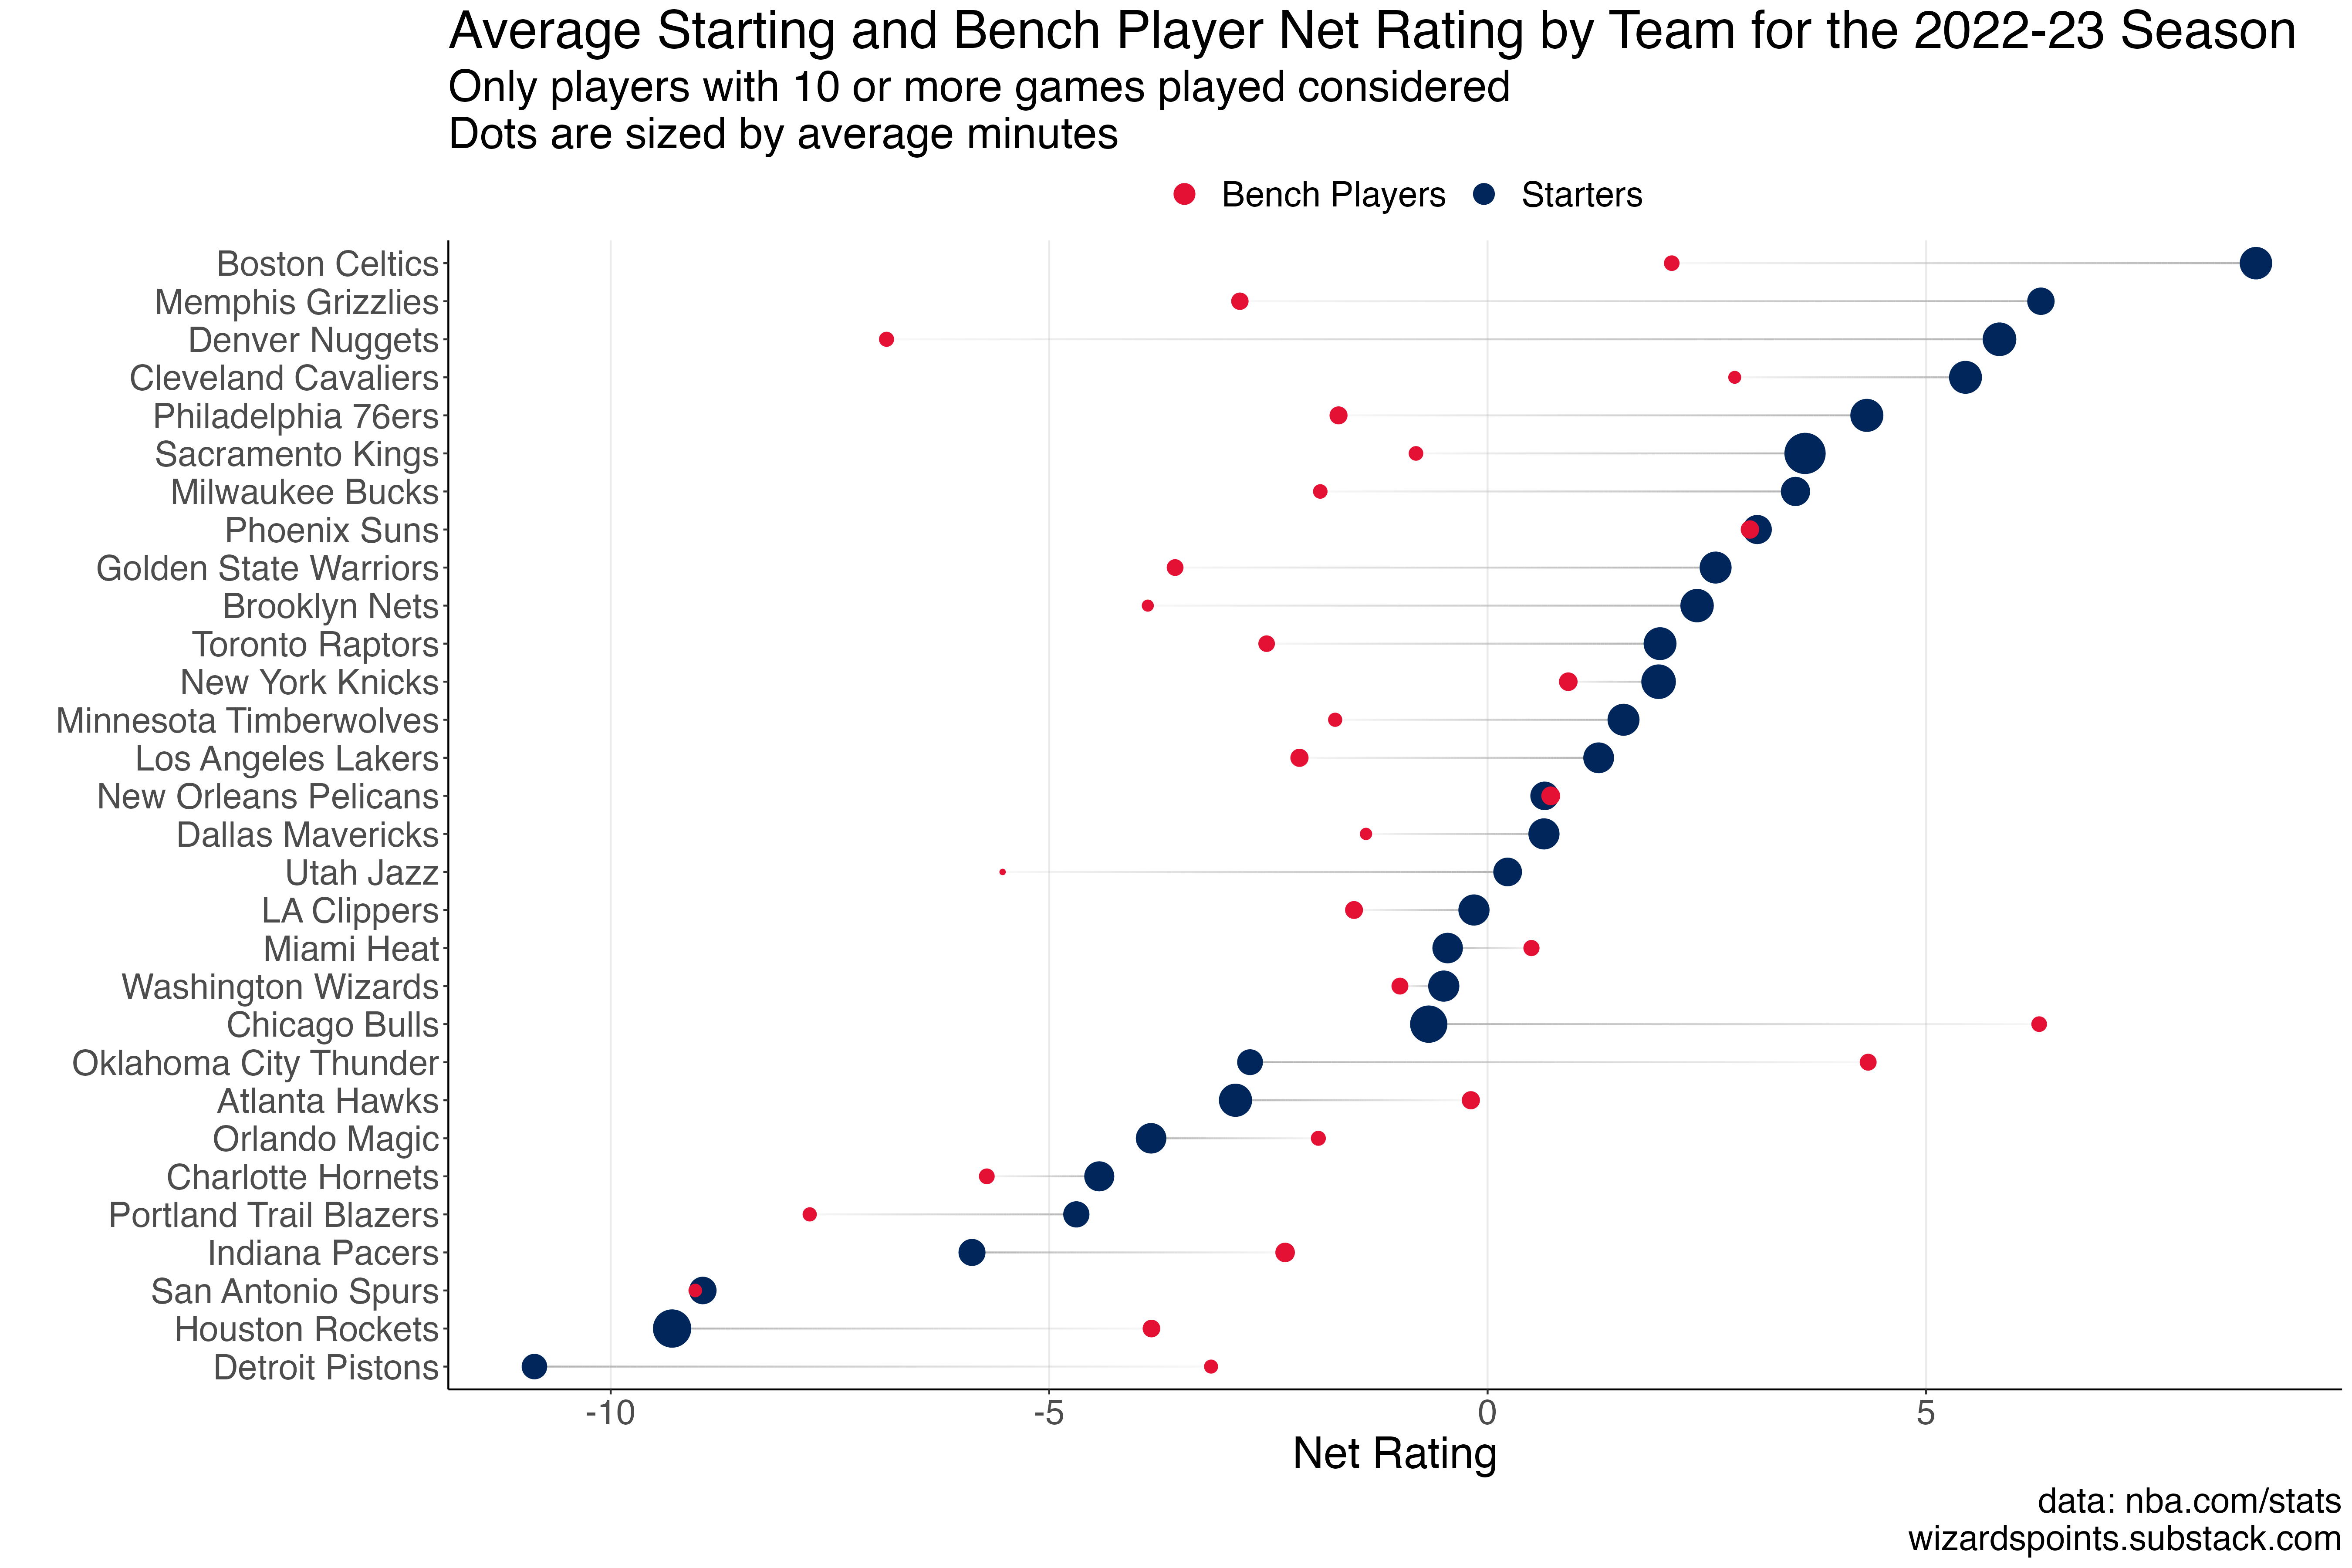 Average Starting and Bench Player Net Rating by Team for the 2022-23 Season
Only players with 10 or more games played considered
Dots are sized by average minutes
Bench Players
Starters
Boston Celtics
Memphis Grizzlies
Denver Nuggets
Cleveland Cavaliers
Philadelphia 76ers
Sacramento Kings
Milwaukee Bucks
Phoenix Suns
Golden State Warriors
Brooklyn Nets
Toronto Raptors
New York Knicks
Minnesota Timberwolves
Los Angeles Lakers
New Orleans Pelicans
Dallas Mavericks
Utah Jazz
LA Clippers
Miami Heat
Washington Wizards
Chicago Bulls
Oklahoma City Thunder
Atlanta Hawks
Orlando Magic
Charlotte Hornets
Portland Trail Blazers
Indiana Pacers
San Antonio Spurs
Houston Rockets
Detroit Pistons
-10
-5
0
5
Net Rating
data: nba.com/stats
wizardspoints.substack.com